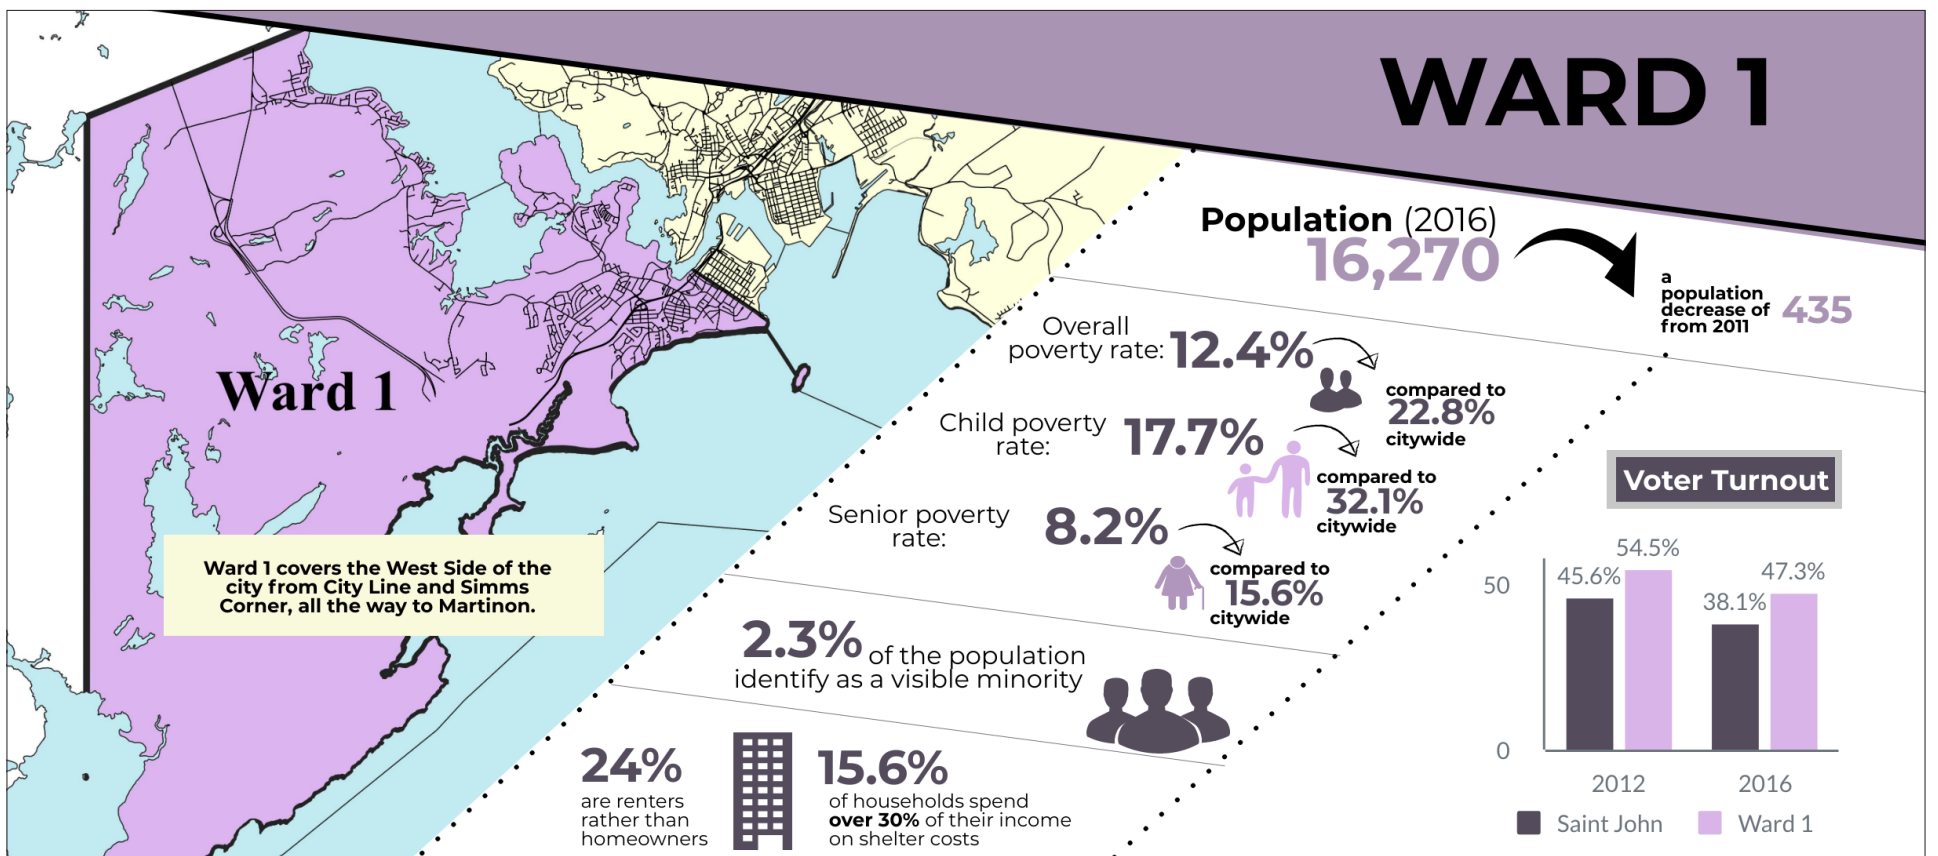 WARD 1
Population (2016)
16,270
a
population
decrease of
from 2011
435
Overall
poverty rate:
12.4%
compared to
22.8%
citywide
Child poverty
rate:
17.7%
compared to
32.1%
citywide
Senior poverty
rate:
8.2%
compared to
15.6%
citywide
2.3% of the population
identify as a visible minority
24%
are renters
rather than
homeowners
15.6%
of households spend
over 30% of their income
on shelter costs
Ward 1
Ward 1 covers the West Side of the
city from City Line and Simms
Corner, all the way to Martinon.
Voter Turnout
50
0
45.6%
54.5%
38.1%
47.3%
2012
2016
Saint John
Ward 1